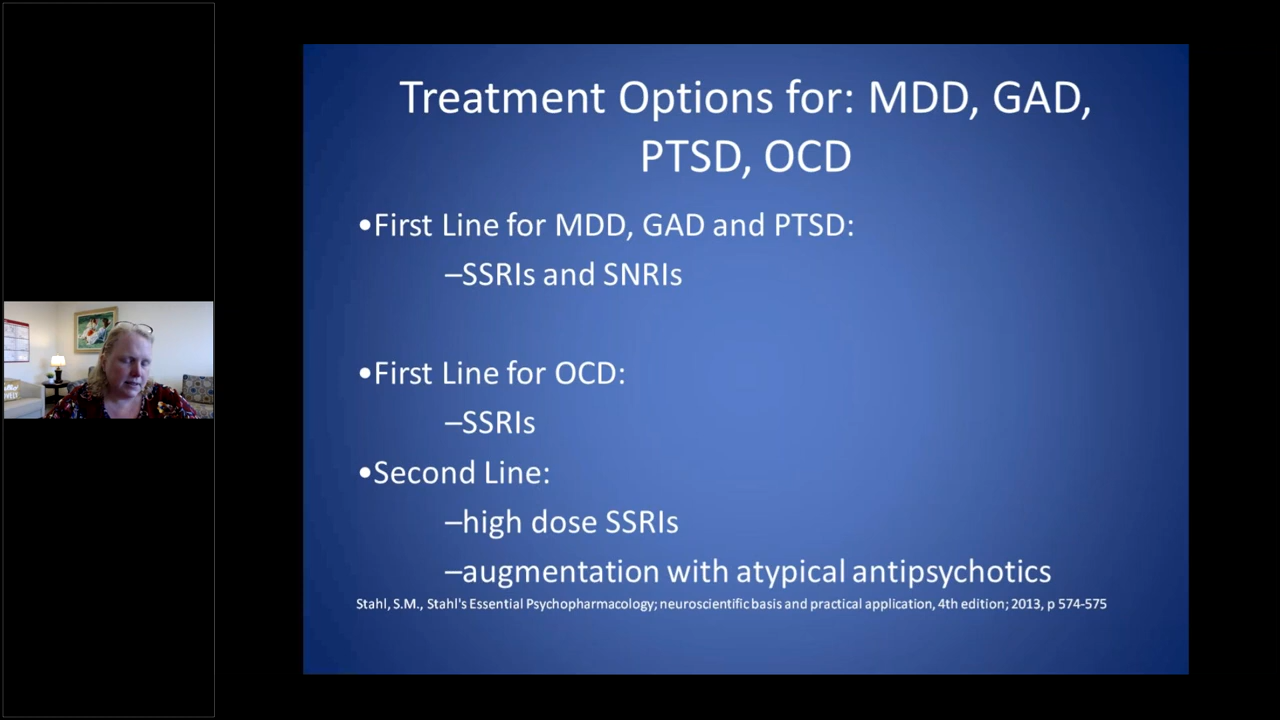 Treatment Options for: MDD, GAD,
PTSD, OCD
•First Line for MDD, GAD and PTSD:
–SSRIs and SNRIs
•First Line for OCD:
–SSRIs
•Second Line:
–high dose SSRIs
–augmentation with atypical antipsychotics
Stahl, S.M., Stahl's Essential Psychopharmacology; neuroscientific basis and practical application, 4th edition; 2013, p 574-575